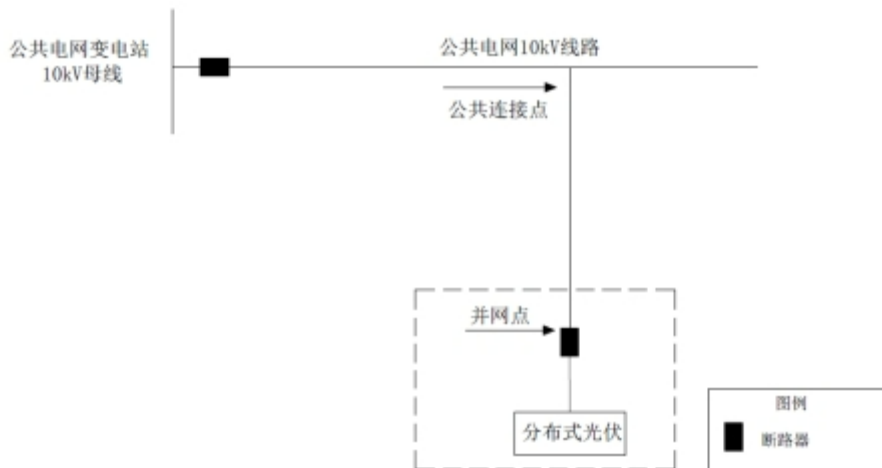 公共电网变电站
10kV母线
公共电网10kV线路
公共连接点
并网点
分布式光伏
图例
断路器